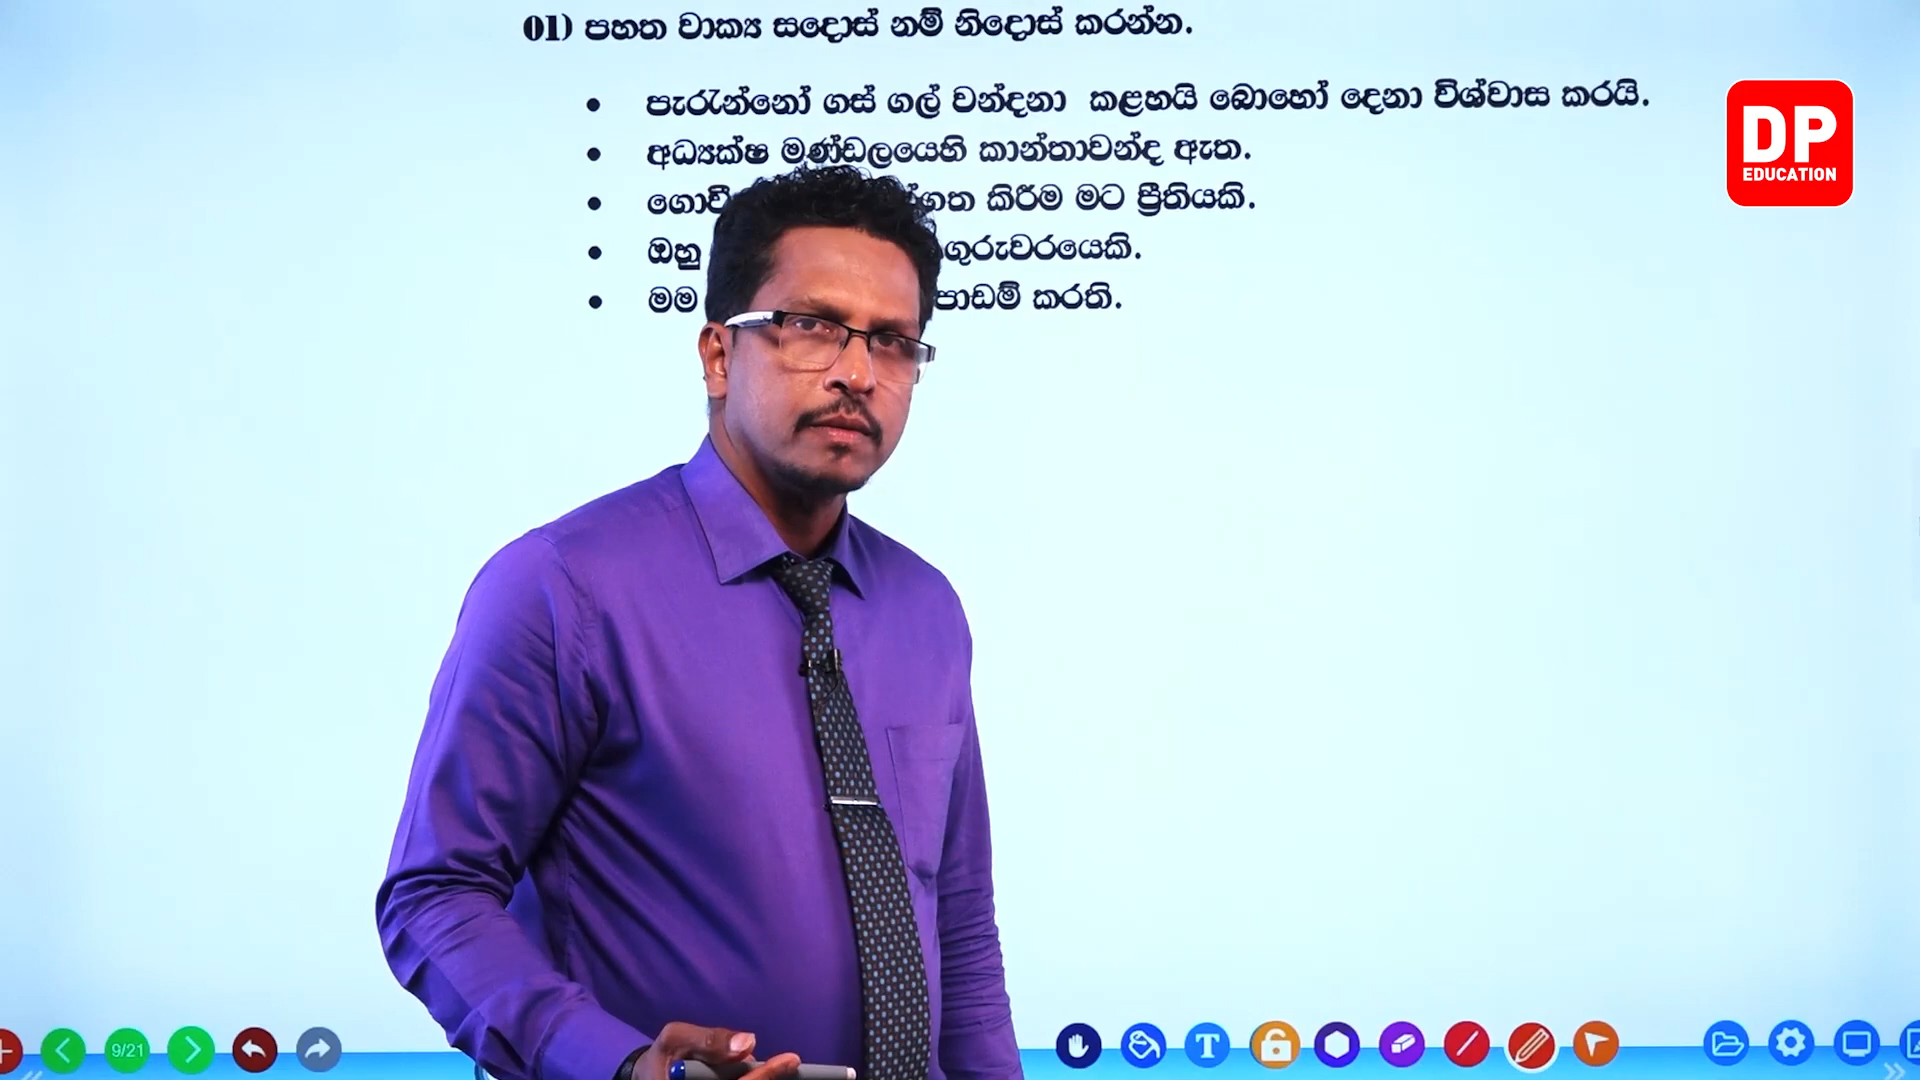 01) පහත වාක්‍ය සදොස් නම් නිදොස් කරන්න.
• පැරැන්නෝ ගස් ගල් වන්දනා කළහයි බොහෝ දෙනා විශ්වාස කරයි.
• අධ්‍යක්ෂ මණ්ඩලයෙහි කාන්තාවන්ද ඇත.
• කිරීම මට ප්‍රීතියකි.
• ඔහු ගුරුවරයෙකි.
• මම පාඩම් කරති.
DP
EDUCATION
9/21
T